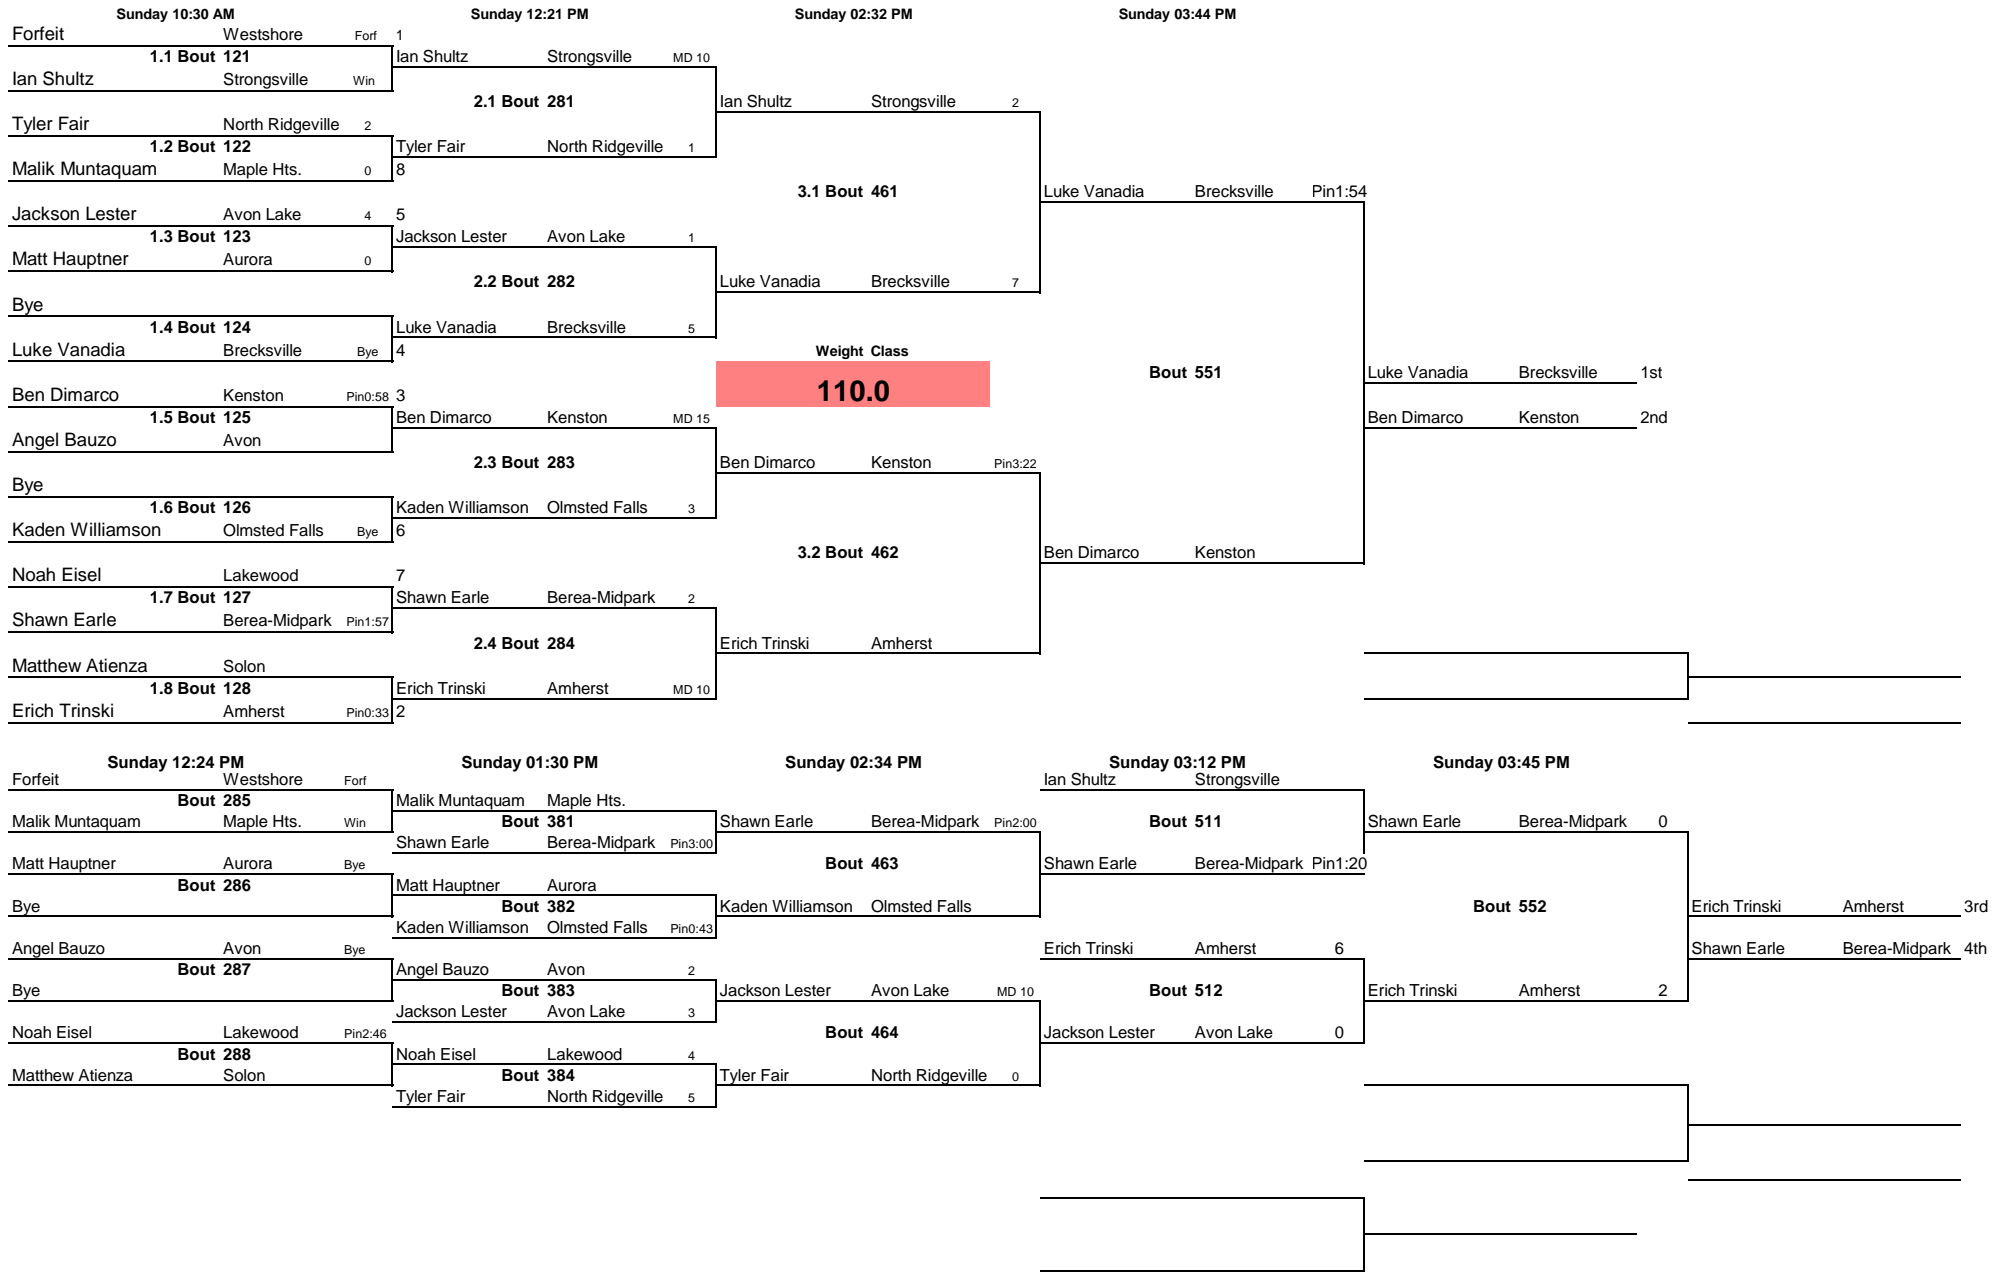 Sunday 10:30 AM Sunday 12:21 PM Sunday 02:32 PM Sunday 03:44 PM
Forfeit Westshore Forf 1
1.1 Bout 121 Ian Shultz Strongsville MD 10
Ian Shultz Strongsville Win
2.1 Bout 281 Ian Shultz Strongsville 2
Tyler Fair North Ridgeville 2
1.2 Bout 122 Tyler Fair North Ridgeville 1
Malik Muntaquam Maple Hts. 0 8
3.1 Bout 461 Luke Vanadia Brecksville Pin1:54
Jackson Lester Avon Lake 4 5
1.3 Bout 123 Jackson Lester Avon Lake 1
Matt Hauptner Aurora 0
2.2 Bout 282 Luke Vanadia Brecksville 7
Bye
1.4 Bout 124 Luke Vanadia Brecksville 5
Luke Vanadia Brecksville Bye 4 Weight Class
Bout 551 Luke Vanadia Brecksville 1st
Ben Dimarco Kenston Pin0:58 3 110.0
1.5 Bout 125 Ben Dimarco Kenston MD 15 Ben Dimarco Kenston 2nd
Angel Bauzo Avon
2.3 Bout 283 Ben Dimarco Kenston Pin3:22
Bye
1.6 Bout 126 Kaden Williamson Olmsted Falls 3
Kaden Williamson Olmsted Falls Bye 6
3.2 Bout 462 Ben Dimarco Kenston
Noah Eisel Lakewood 7
1.7 Bout 127 Shawn Earle Berea-Midpark 2
Shawn Earle Berea-Midpark Pin1:57
2.4 Bout 284 Erich Trinski Amherst
Matthew Atienza Solon
1.8 Bout 128 Erich Trinski Amherst MD 10
Erich Trinski Amherst Pin0:33 2
Sunday 12:24 PM Sunday 01:30 PM Sunday 02:34 PM Sunday 03:12 PM Sunday 03:45 PM
Forfeit Westshore Forf Ian Shultz Strongsville
Bout 285 Malik Muntaquam Maple Hts.
Malik Muntaquam Maple Hts. Win Bout 381 Shawn Earle Berea-Midpark Pin2:00 Bout 511 Shawn Earle Berea-Midpark 0
Shawn Earle Berea-Midpark Pin3:00
Matt Hauptner Aurora Bye Bout 463 Shawn Earle Berea-Midpark Pin1:20
Bout 286 Matt Hauptner Aurora
Bye Bout 382 Kaden Williamson Olmsted Falls Bout 552 Erich Trinski Amherst 3rd
Kaden Williamson Olmsted Falls Pin0:43
Angel Bauzo Avon Bye Erich Trinski Amherst 6 Shawn Earle Berea-Midpark 4th
Bout 287 Angel Bauzo Avon 2
Bye Bout 383 Jackson Lester Avon Lake MD 10 Bout 512 Erich Trinski Amherst 2
Jackson Lester Avon Lake 3
Noah Eisel Lakewood Pin2:46 Bout 464 Jackson Lester Avon Lake 0
Bout 288 Noah Eisel Lakewood 4
Matthew Atienza Solon Bout 384 Tyler Fair North Ridgeville 0
Tyler Fair North Ridgeville 5